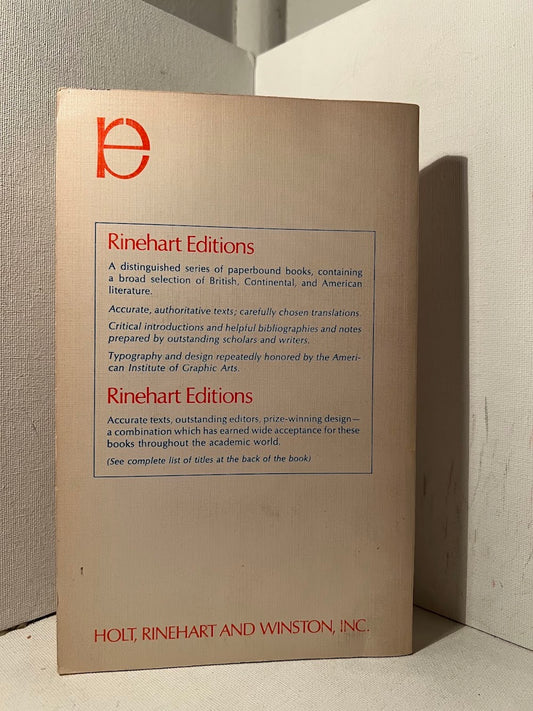 re
Rinehart Editions
A distinguished series of paperbound books, containing
a broad selection of British, Continental, and American
literature.
Accurate, authoritative texts; carefully chosen translations.
Critical introductions and helpful bibliographies and notes
prepared by outstanding scholars and writers.
Typography and design repeatedly honored by the Ameri-
can Institute of Graphic Arts.
Rinehart Editions
Accurate texts, outstanding editors, prize-winning design—
a combination which has earned wide acceptance for these
books throughout the academic world.
(See complete list of titles at the back of the book)
HOLT, RINEHART AND WINSTON, INC.